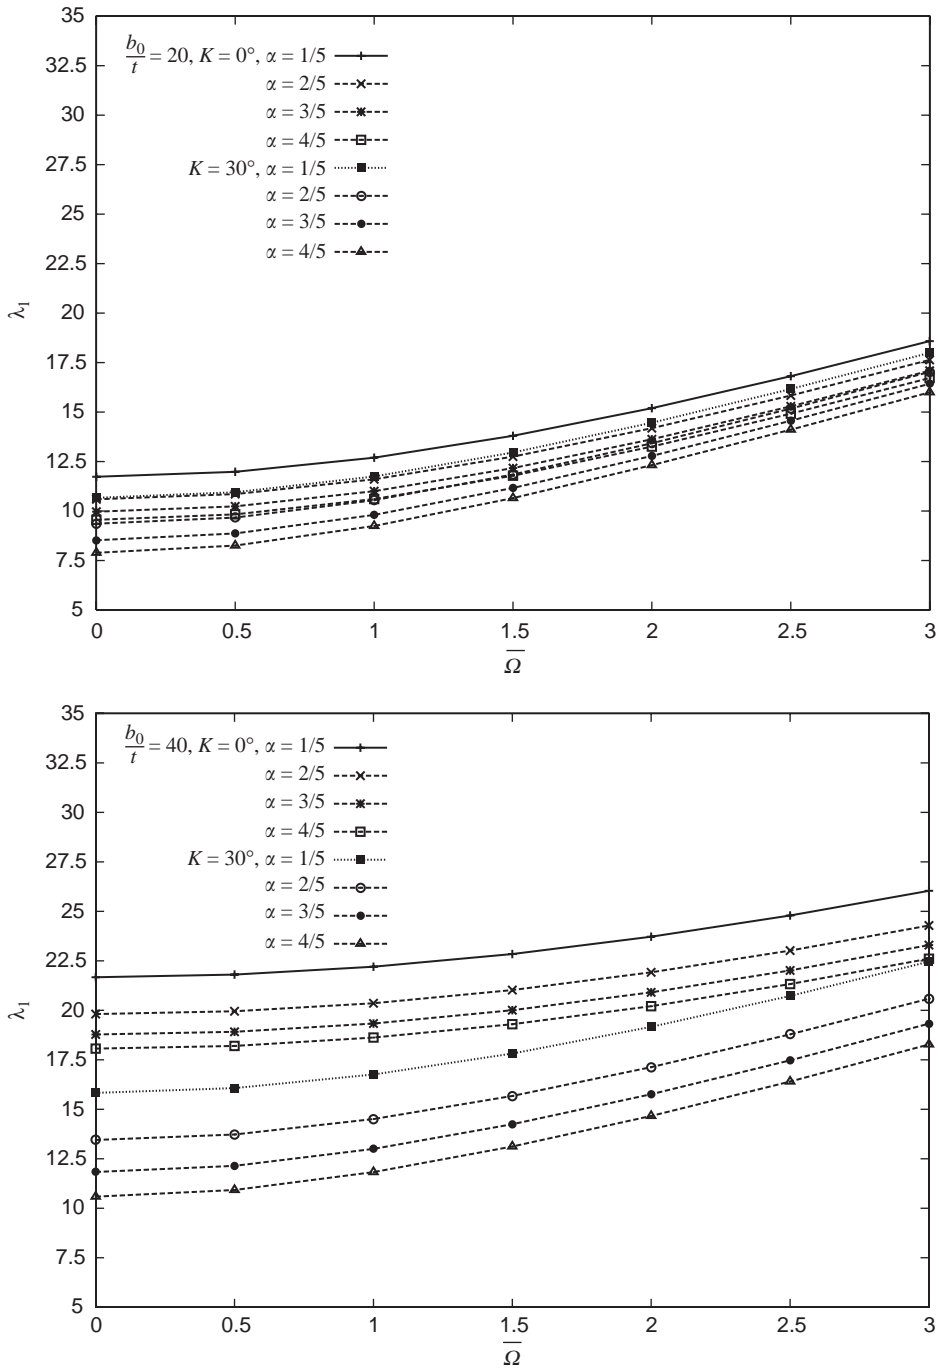 35
32.5
30
27.5
25
22.5
20
17.5
15
12.5
10
7.5
5
λ1
b0/t = 20, K = 0°, α = 1/5
α = 2/5
α = 3/5
α = 4/5
K = 30°, α = 1/5
α = 2/5
α = 3/5
α = 4/5
0 0.5 1 1.5 2 2.5 3
Ω̅
35
32.5
30
27.5
25
22.5
20
17.5
15
12.5
10
7.5
5
λ1
b0/t = 40, K = 0°, α = 1/5
α = 2/5
α = 3/5
α = 4/5
K = 30°, α = 1/5
α = 2/5
α = 3/5
α = 4/5
0 0.5 1 1.5 2 2.5 3
Ω̅